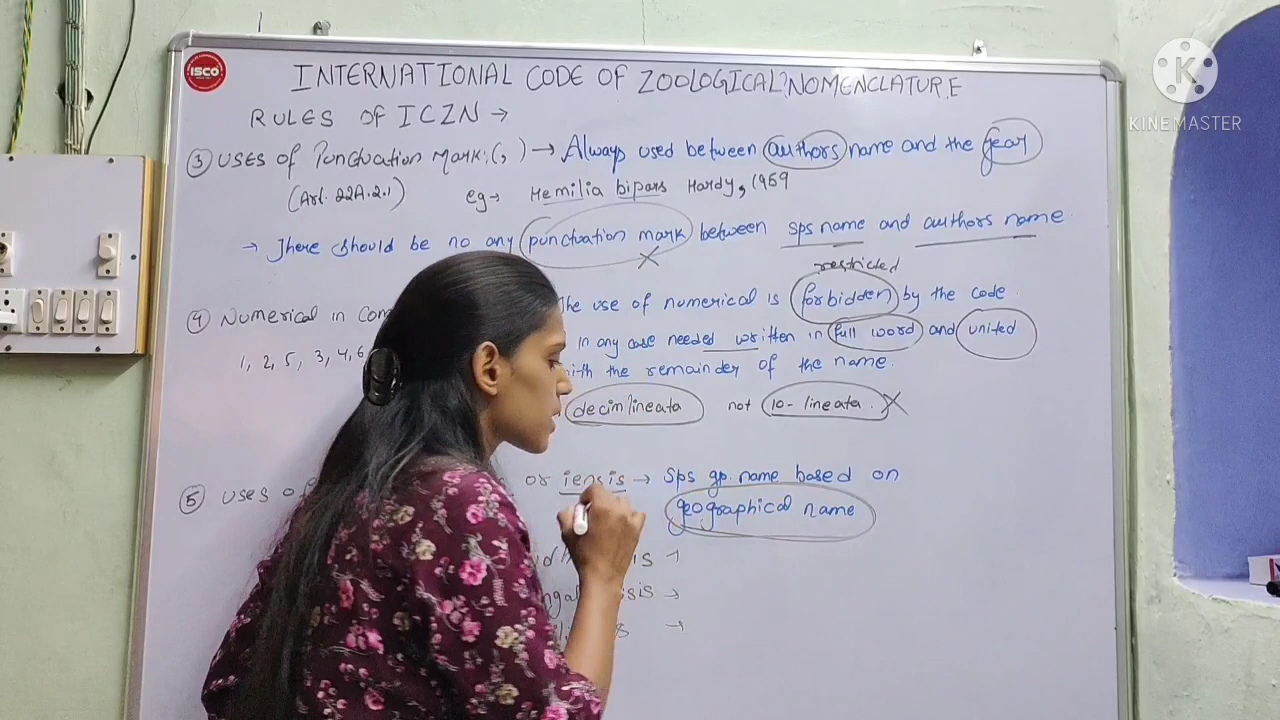 ISCO
KINEMASTER
INTERNATIONAL CODE OF ZOOLOGICAL NOMENCLATURE
RULES OF ICZN →
③ USES of Punctuation mark:(,) → Always used between authors name and the year
(Art. 22A.2.1) eg→ Hemilia bipars Hardy, 1969
→ There should be no any punctuation mark between sps name and authors name
restricted
④ Numerical in The use of numerical is forbidden by the code.
1, 2, 5, 3, 4, 6 In any case needed written in full word and united
with the remainder of the name.
decimlineata not 10-lineata.
⑤ Uses of or iensis → Sps gp. name based on
geographical name